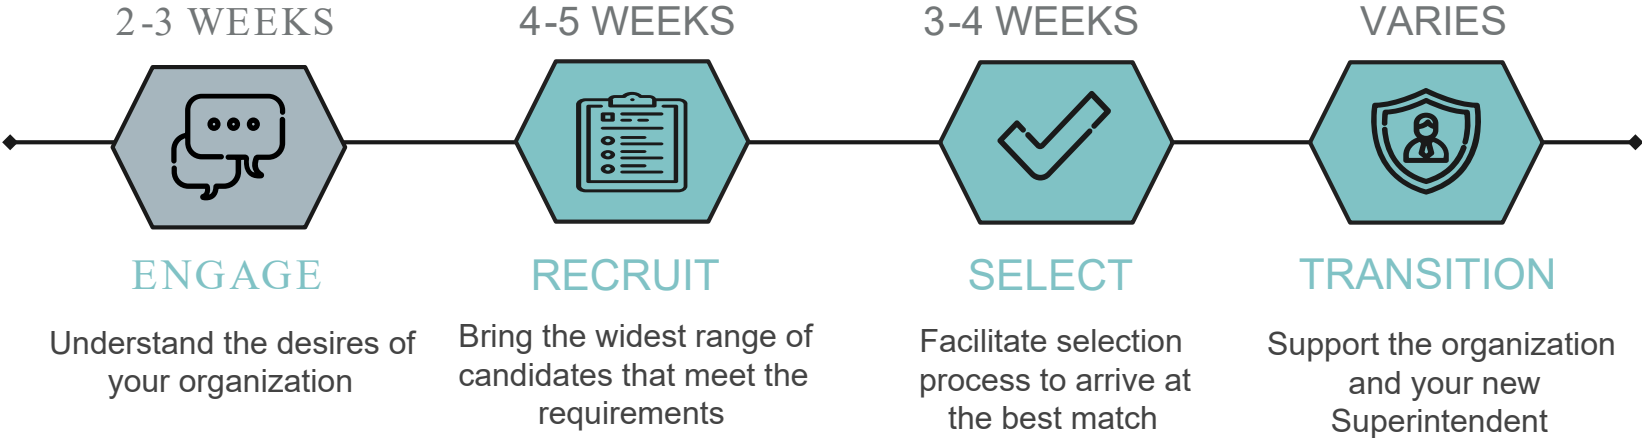 2-3 WEEKS
ENGAGE
Understand the desires of
your organization
4-5 WEEKS
RECRUIT
Bring the widest range of
candidates that meet the
requirements
3-4 WEEKS
SELECT
Facilitate selection
process to arrive at
the best match
VARIES
TRANSITION
Support the organization
and your new
Superintendent